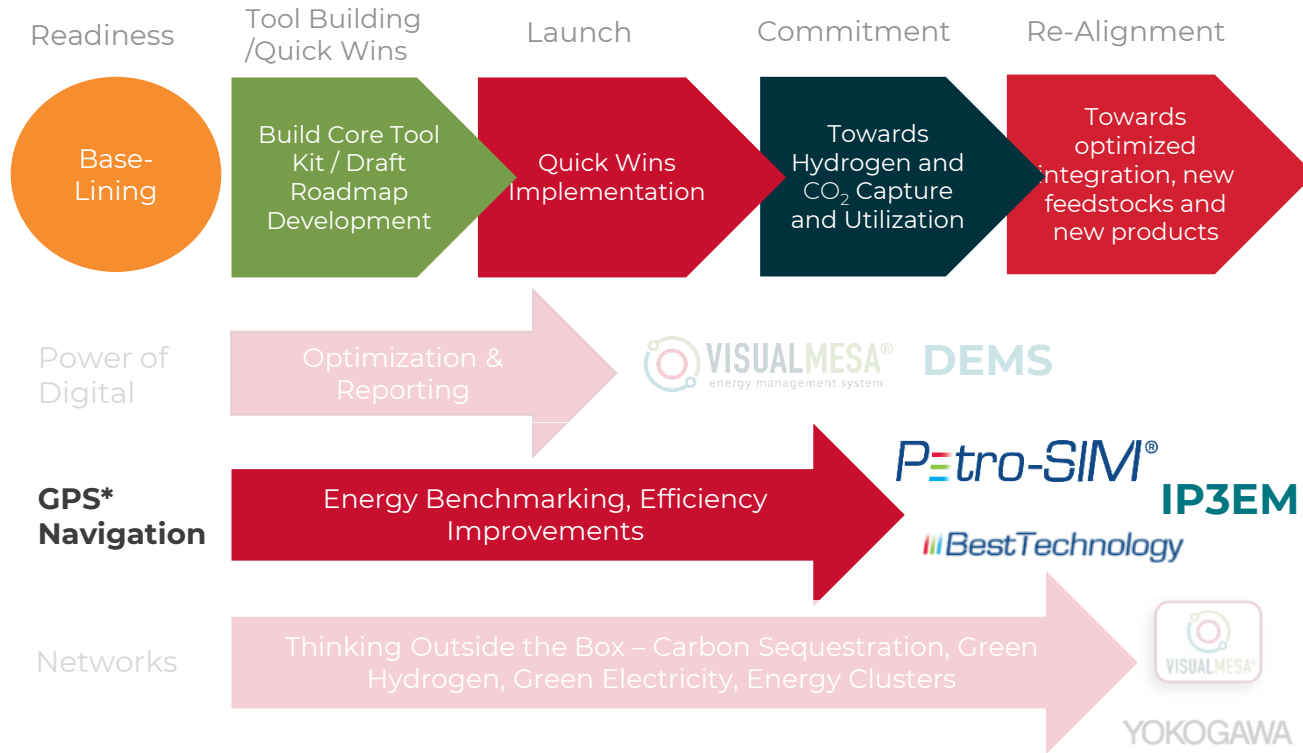 Readiness
Tool Building
/Quick Wins
Launch
Commitment
Re-Alignment
Base-
Lining
Build Core Tool
Kit / Draft
Roadmap
Development
Quick Wins
Implementation
Towards
Hydrogen and
CO₂ Capture
and Utilization
Towards
optimized
integration, new
feedstocks and
new products
Power of
Digital
Optimization &
Reporting
VISUALMESA®
energy management system
DEMS
GPS*
Navigation
Energy Benchmarking, Efficiency
Improvements
Petro-SIM®
IP3EM
BestTechnology
Networks
Thinking Outside the Box – Carbon Sequestration, Green
Hydrogen, Green Electricity, Energy Clusters
VISUALMESA®
YOKOGAWA